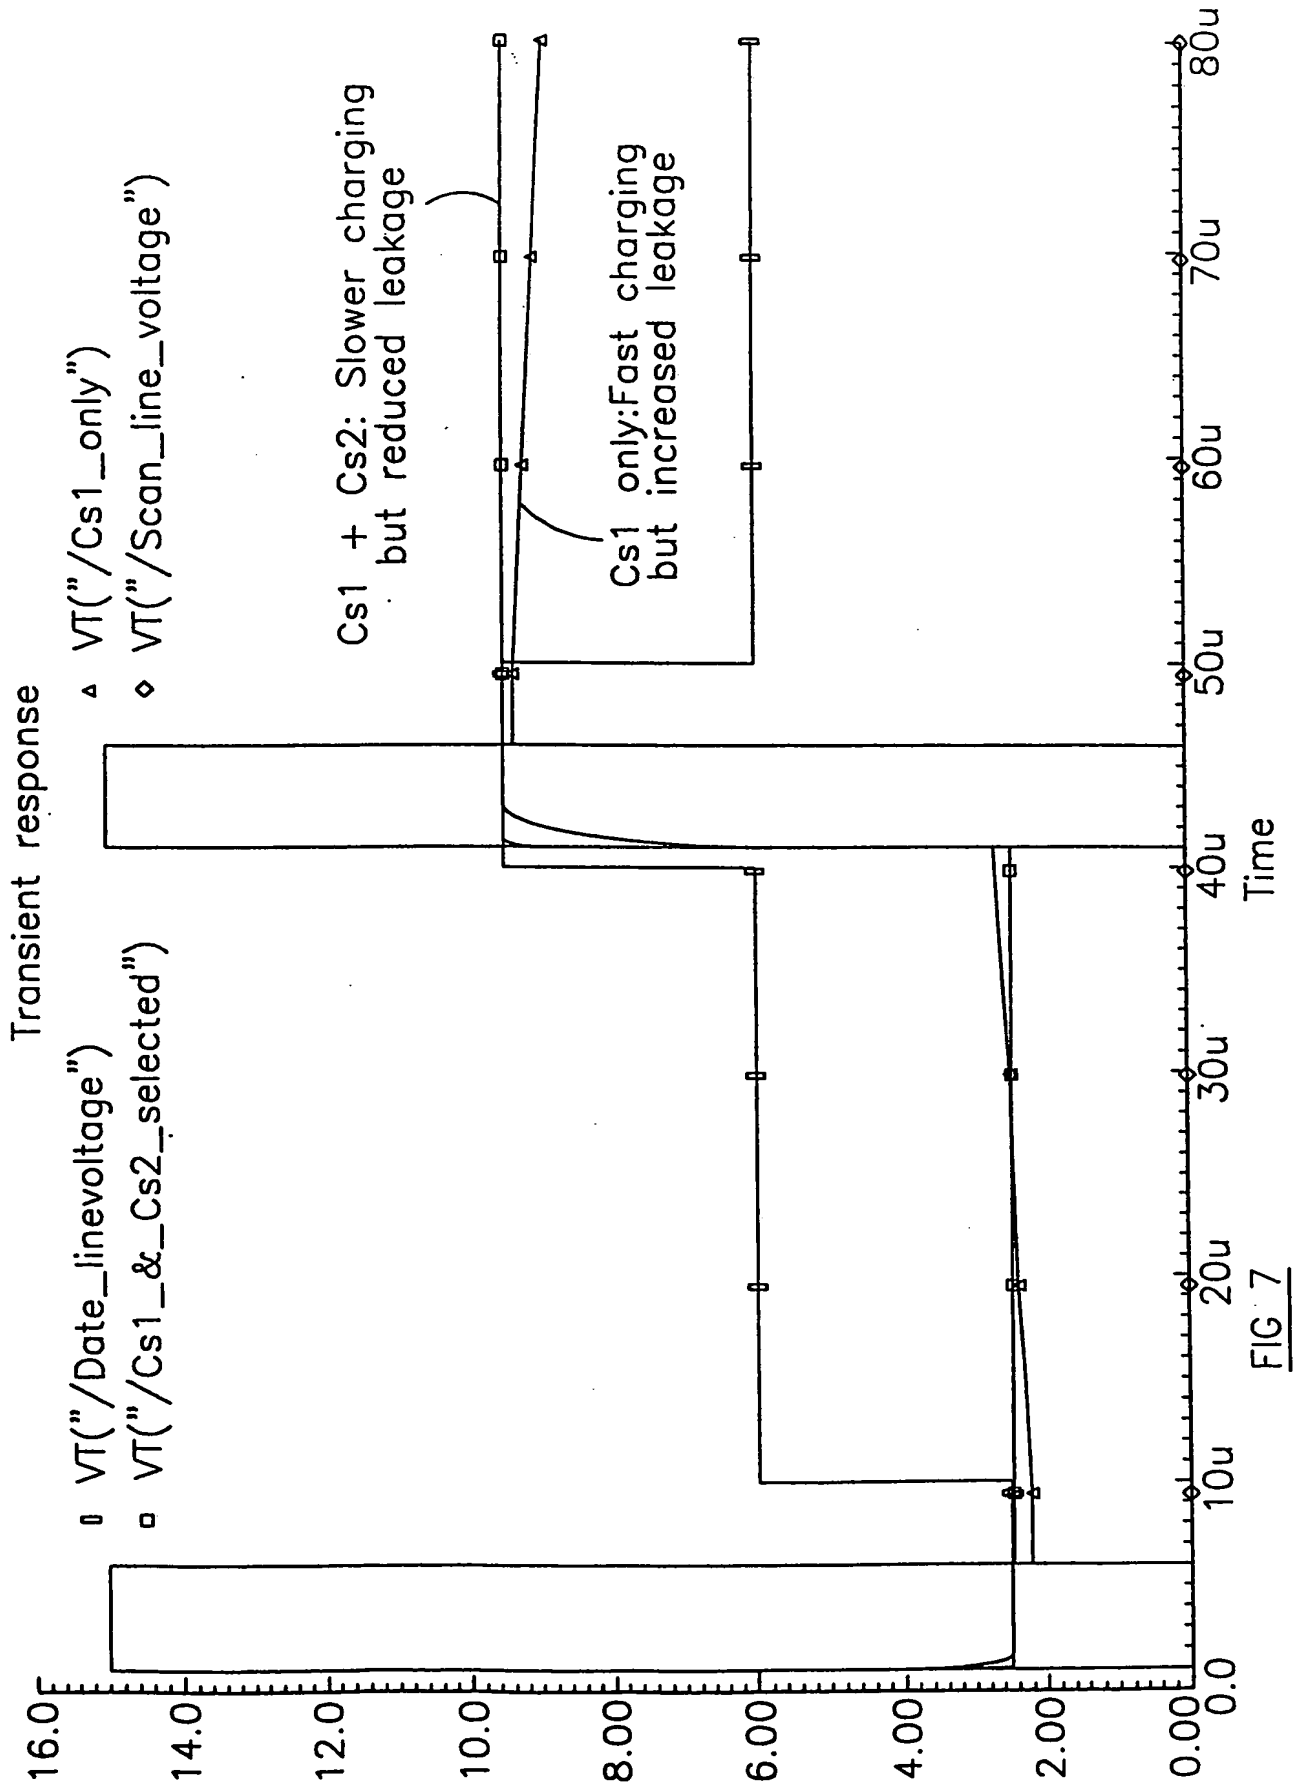 Transient response
▯ VT("/Date_linevoltage")
△ VT("/Cs1_only")
□ VT("/Cs1_&_Cs2_selected")
◇ VT("/Scan_line_voltage")
16.0
14.0
12.0
10.0
8.00
6.00
4.00
2.00
0.00
Cs1 + Cs2: Slower charging
but reduced leakage
Cs1 only:Fast charging
but increased leakage
0.0
10u
20u
30u
40u
50u
60u
70u
80u
Time
FIG 7